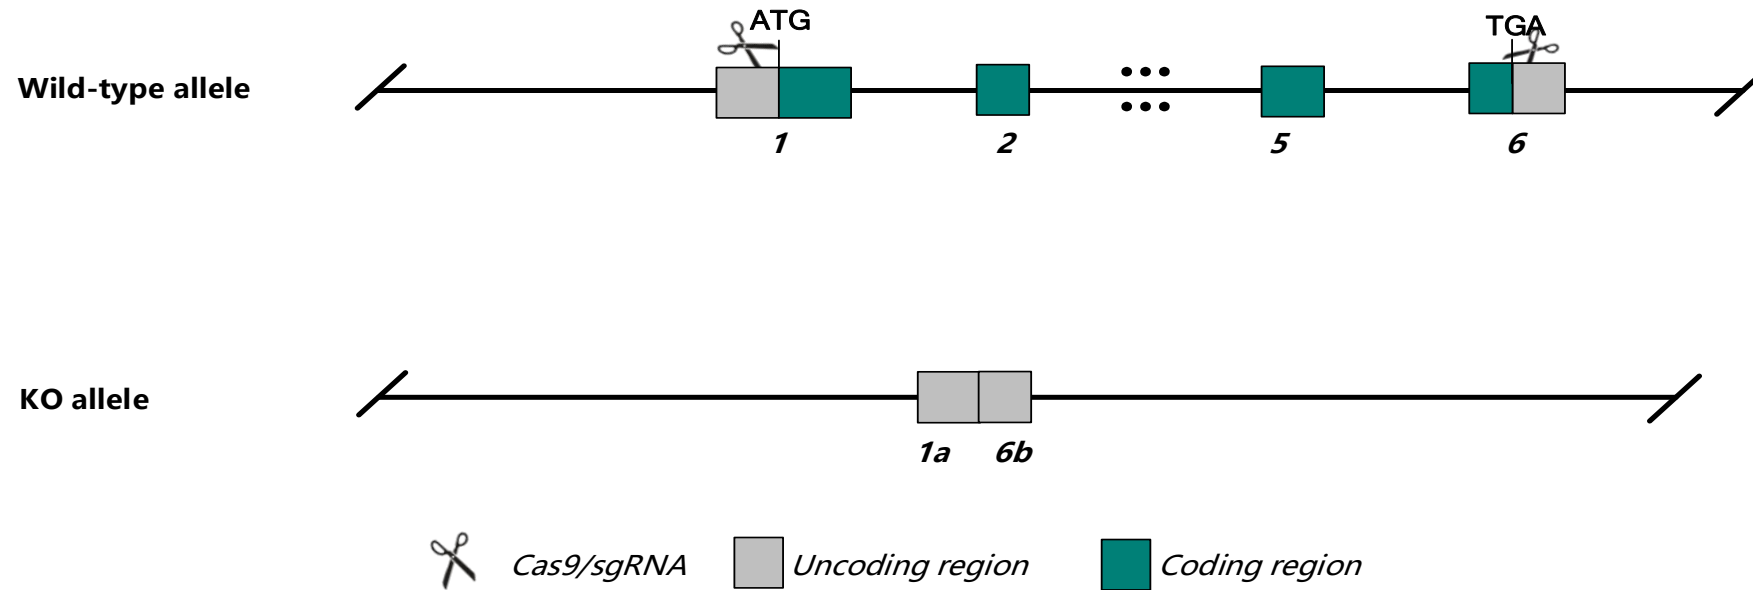 ATG
TGA
Wild-type allele
1
2
5
6
KO allele
1a
6b
Cas9/sgRNA
Uncoding region
Coding region